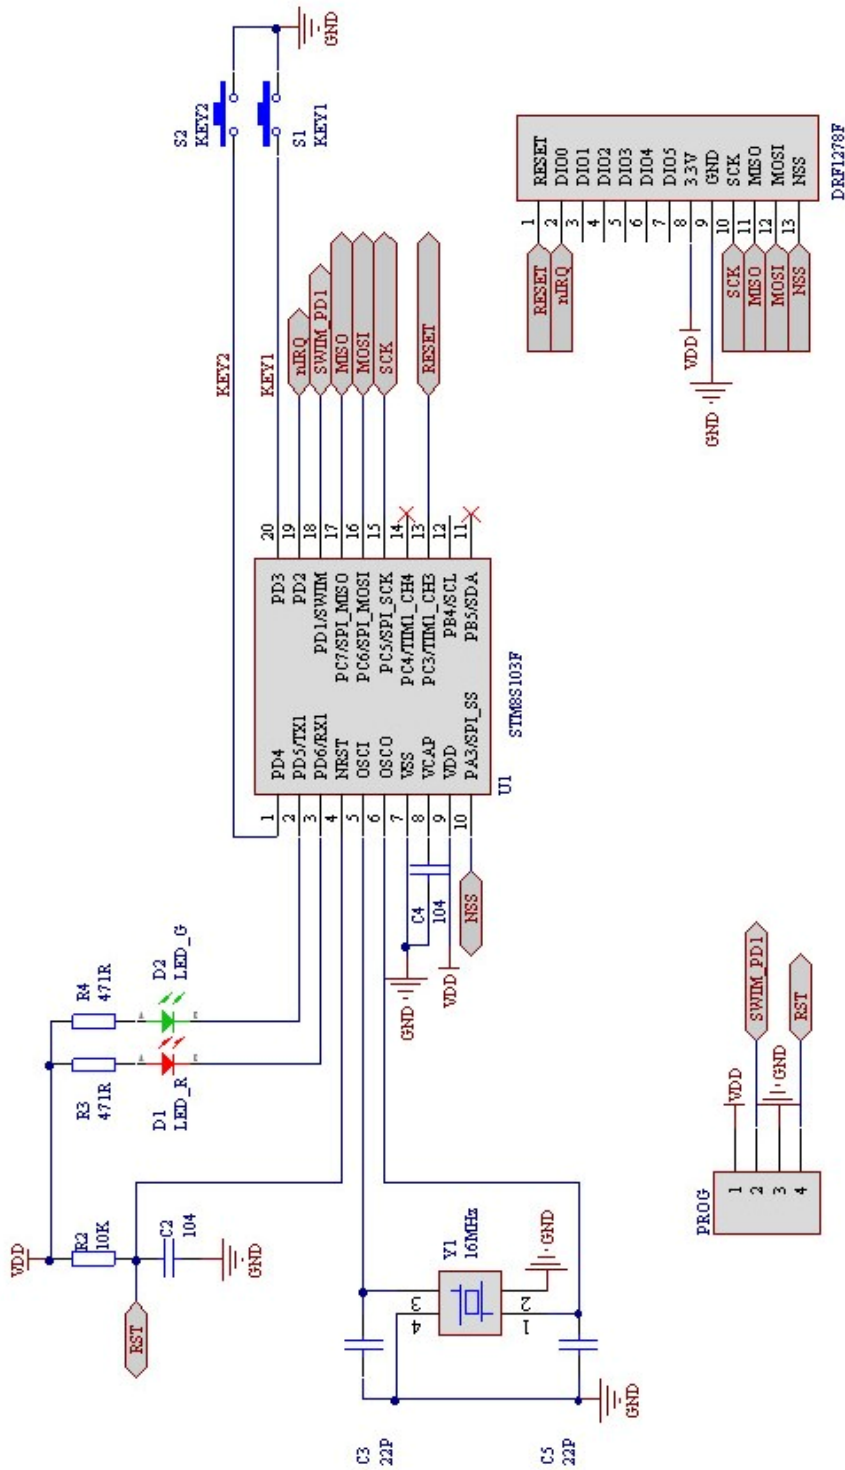 VDD
R2
10K
RST
C2
104
GND
R3
471R
D1
LED_R
R4
471R
D2
LED_G
KEY2
KEY1
S2
KEY2
S1
KEY1
GND
C3
22P
C5
22P
Y1
16MHz
3
4
2
1
GND
GND
1
2
3
4
5
6
7
8
9
10
PD4
PD5/TX1
PD6/RX1
NRST
OSCI
OSCO
VSS
VCAP
VDD
PA3/SPI_SS
PD3
PD2
PD1/SWIM
PC7/SPI_MISO
PC6/SPI_MOSI
PC5/SPI_SCK
PC4/TIM1_CH4
PC3/TIM1_CH3
PB4/SCL
PB5/SDA
20
19
18
17
16
15
14
13
12
11
U1
STM8S103F
C4
104
GND
VDD
NSS
nIRQ
SWIM_PD1
MISO
MOSI
SCK
RESET
PROG
1
2
3
4
VDD
SWIM_PD1
GND
RST
RESET
nIRQ
VDD
GND
SCK
MISO
MOSI
NSS
1
2
3
4
5
6
7
8
9
10
11
12
13
RESET
DIO0
DIO1
DIO2
DIO3
DIO4
DIO5
3.3V
GND
SCK
MISO
MOSI
NSS
DRF1278F